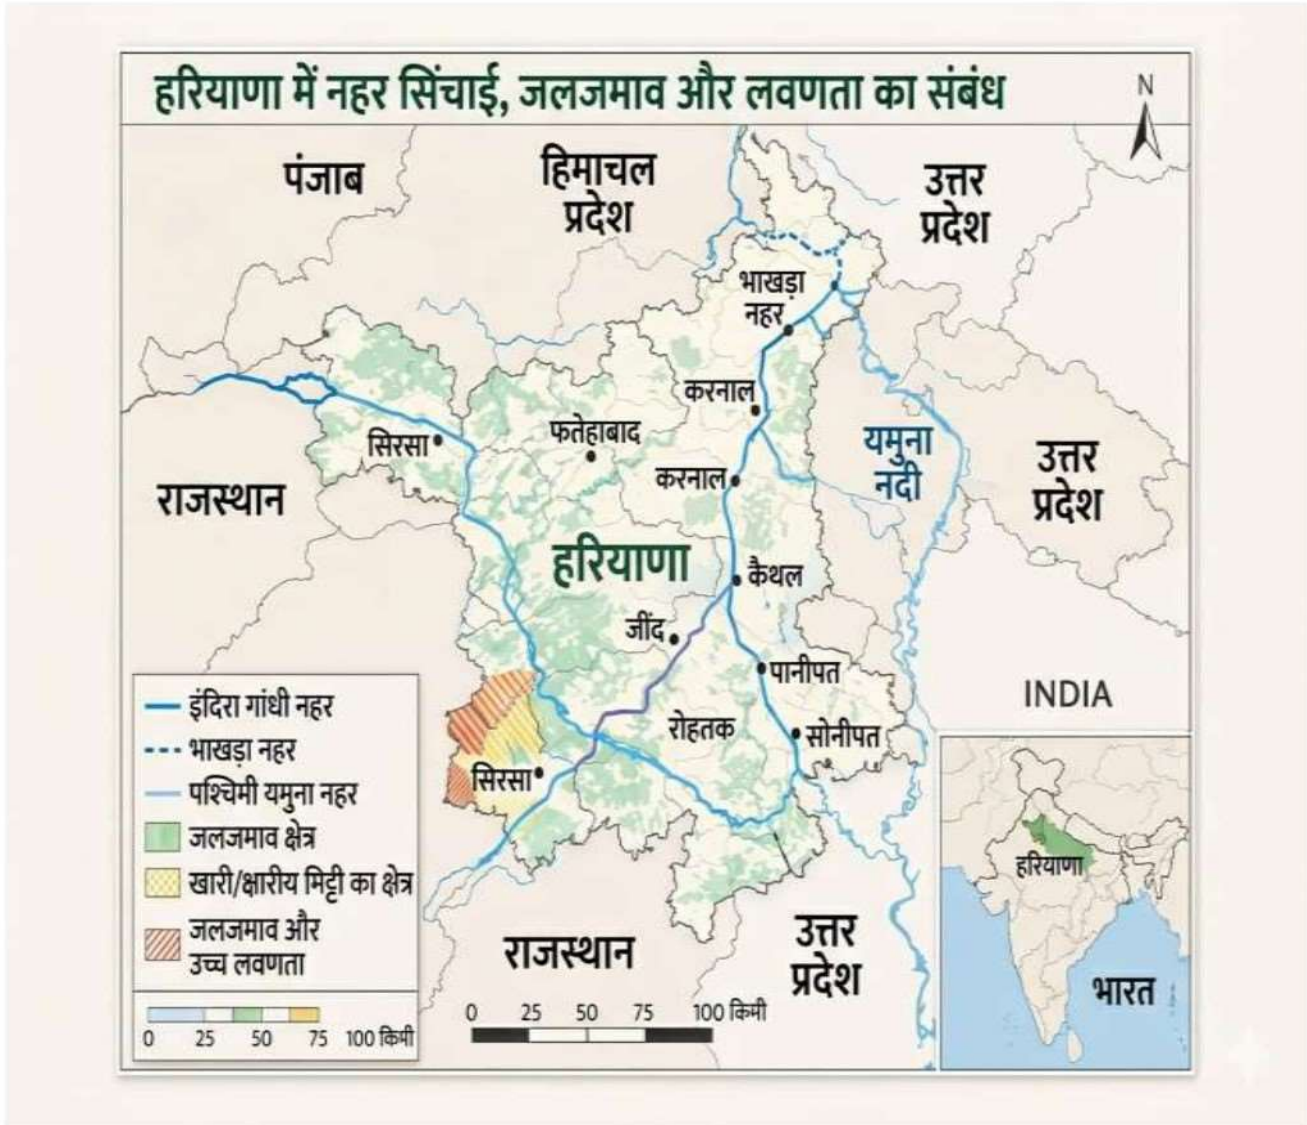 हरियाणा में नहर सिंचाई, जलजमाव और लवणता का संबंध
N
पंजाब
हिमाचल
प्रदेश
उत्तर
प्रदेश
भाखड़ा
नहर
करनाल
सिरसा
फतेहाबाद
यमुना
नदी
उत्तर
प्रदेश
करनाल
राजस्थान
हरियाणा
कैथल
जींद
पानीपत
INDIA
रोहतक
सोनीपत
सिरसा
इंदिरा गांधी नहर
भाखड़ा नहर
पश्चिमी यमुना नहर
जलजमाव क्षेत्र
खारी/क्षारीय मिट्टी का क्षेत्र
जलजमाव और
उच्च लवणता
0 25 50 75 100 किमी
राजस्थान
0 25 50 75 100 किमी
उत्तर
प्रदेश
हरियाणा
भारत